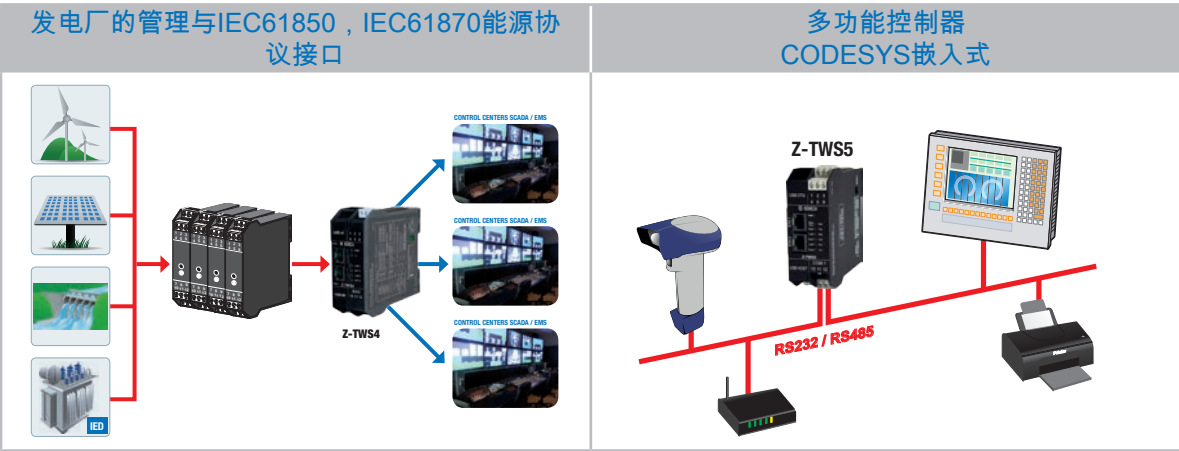 发电厂的管理与IEC61850，IEC61870能源协
议接口
多功能控制器
CODESYS嵌入式
CONTROL CENTERS SCADA / EMS
CONTROL CENTERS SCADA / EMS
CONTROL CENTERS SCADA / EMS
Z-TWS4
IED
Z-TWS5
RS232 / RS485